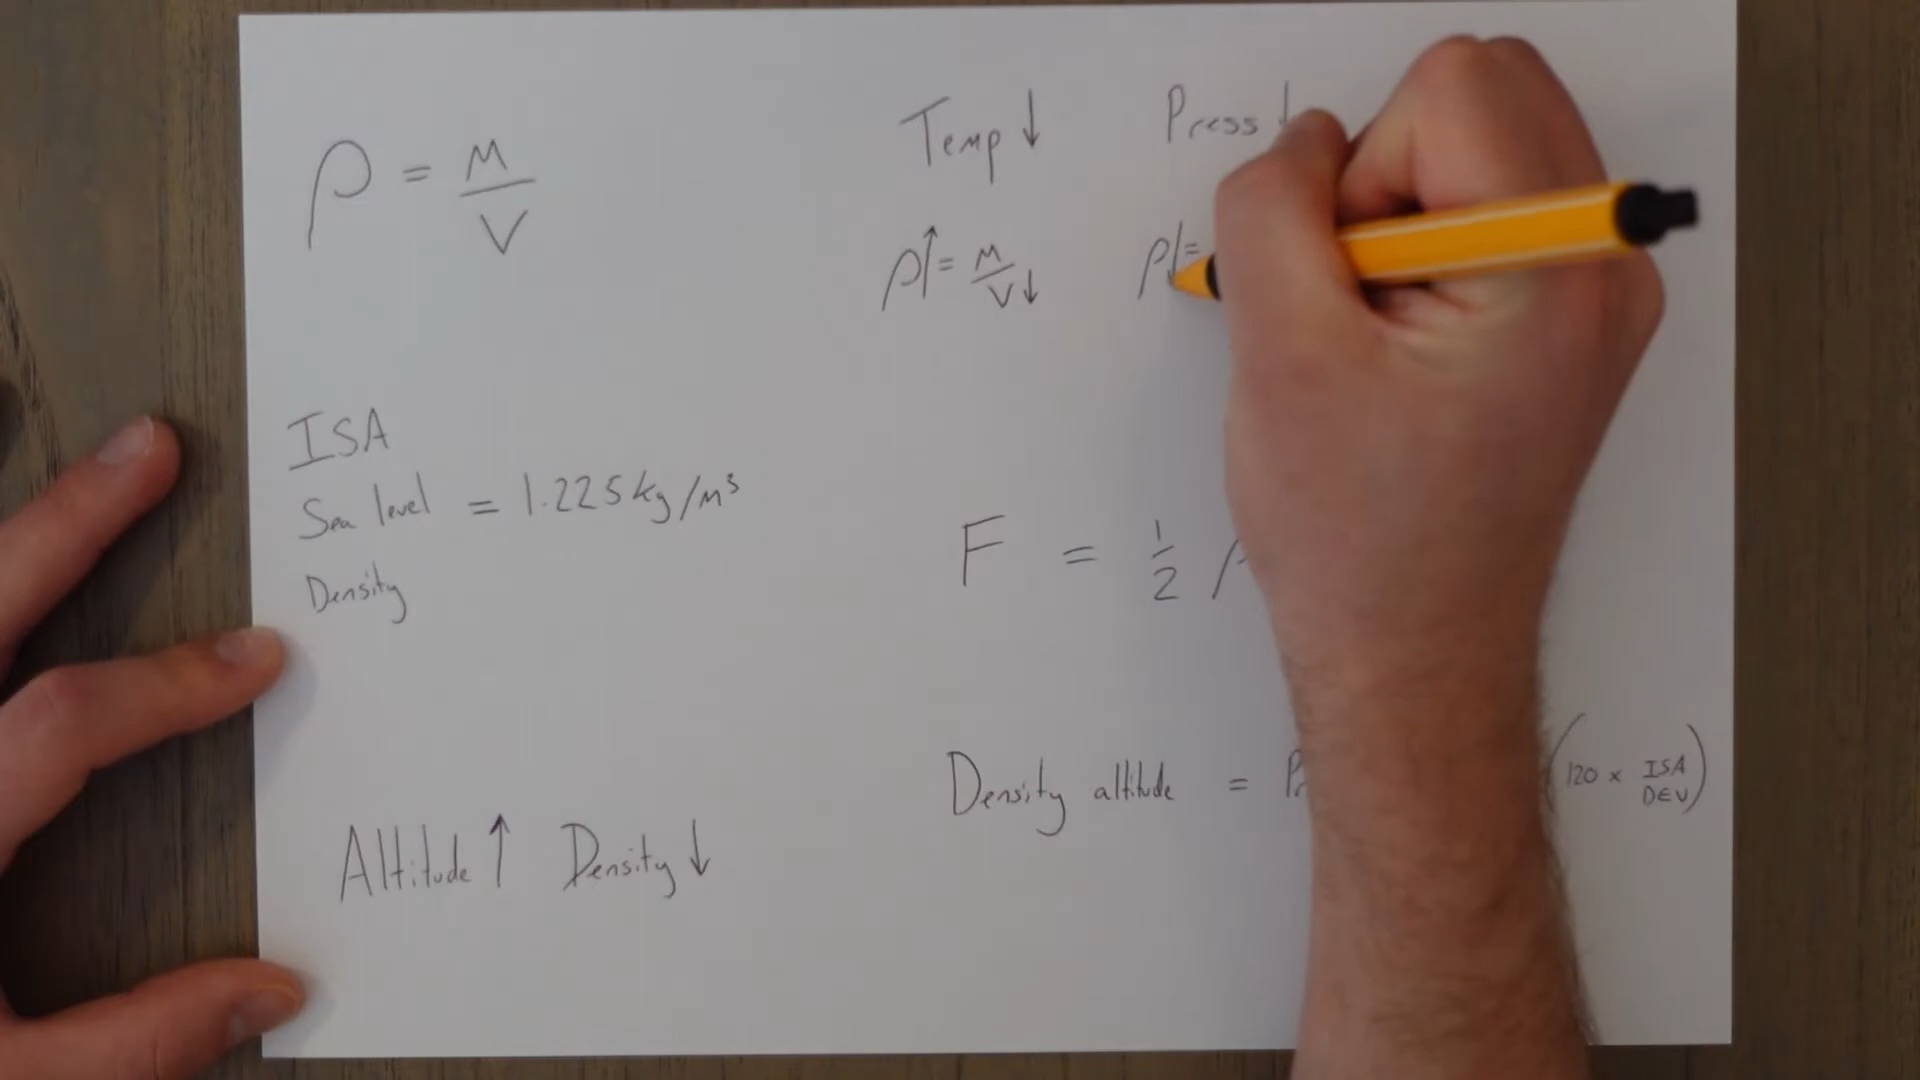 ρ = M/V
Temp ↓ Press ↓
ρ↑ = M/V↓ ρ↓ =
ISA
Sea level = 1.225 kg/m³
Density
F = 1/2 ρ
Density altitude = (120 × ISA DEV)
Altitude ↑ Density ↓